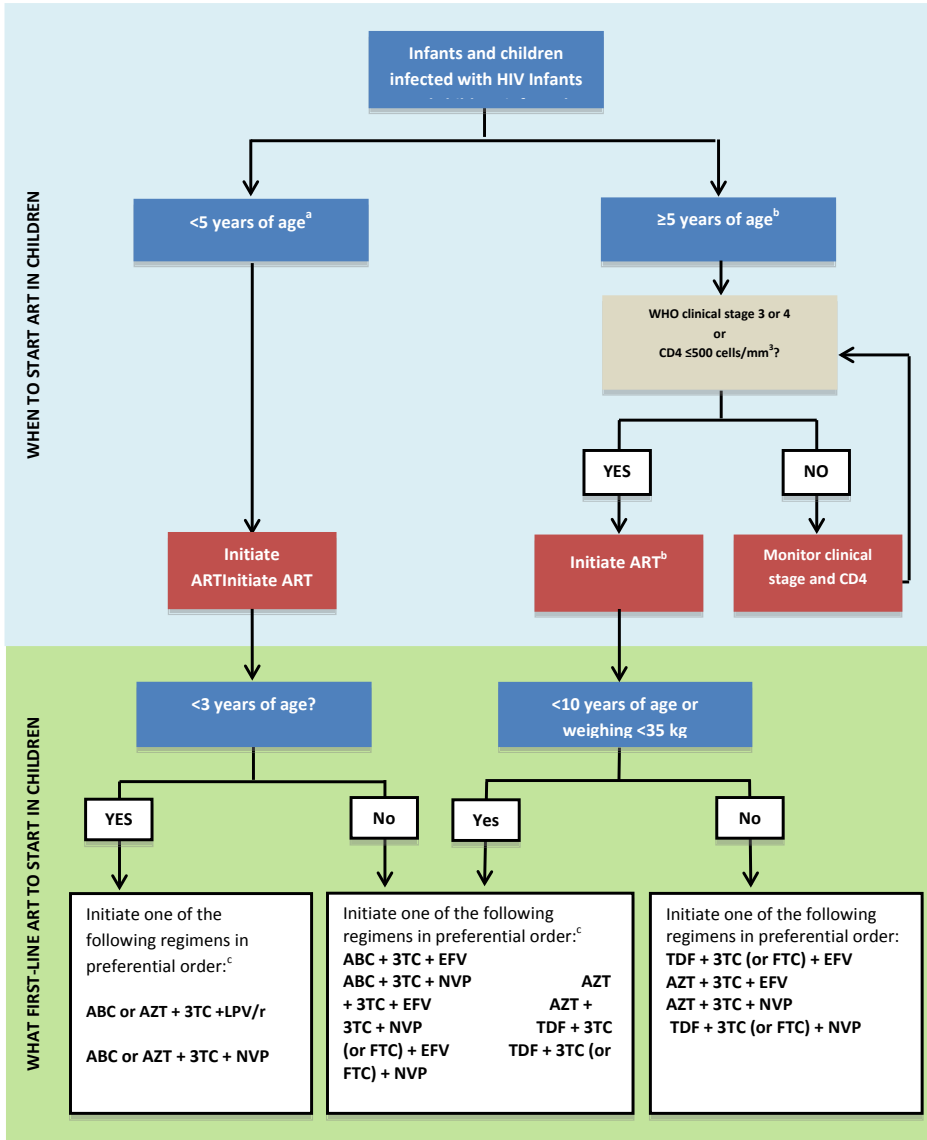 Infants and children
infected with HIV Infants
<5 years of ageᵃ
≥5 years of ageᵇ
WHO clinical stage 3 or 4
or
CD4 ≤500 cells/mm³?
YES
NO
Initiate
ARTInitiate ART
Initiate ARTᵇ
Monitor clinical
stage and CD4
WHEN TO START ART IN CHILDREN
<3 years of age?
<10 years of age or
weighing <35 kg
YES
No
Yes
No
Initiate one of the
following regimens in
preferential order:ᶜ
ABC or AZT + 3TC +LPV/r
ABC or AZT + 3TC + NVP
Initiate one of the following
regimens in preferential order:ᶜ
ABC + 3TC + EFV
ABC + 3TC + NVP AZT
+ 3TC + EFV AZT +
3TC + NVP TDF + 3TC
(or FTC) + EFV TDF + 3TC (or
FTC) + NVP
Initiate one of the following
regimens in preferential order:
TDF + 3TC (or FTC) + EFV
AZT + 3TC + EFV
AZT + 3TC + NVP
TDF + 3TC (or FTC) + NVP
WHAT FIRST-LINE ART TO START IN CHILDREN